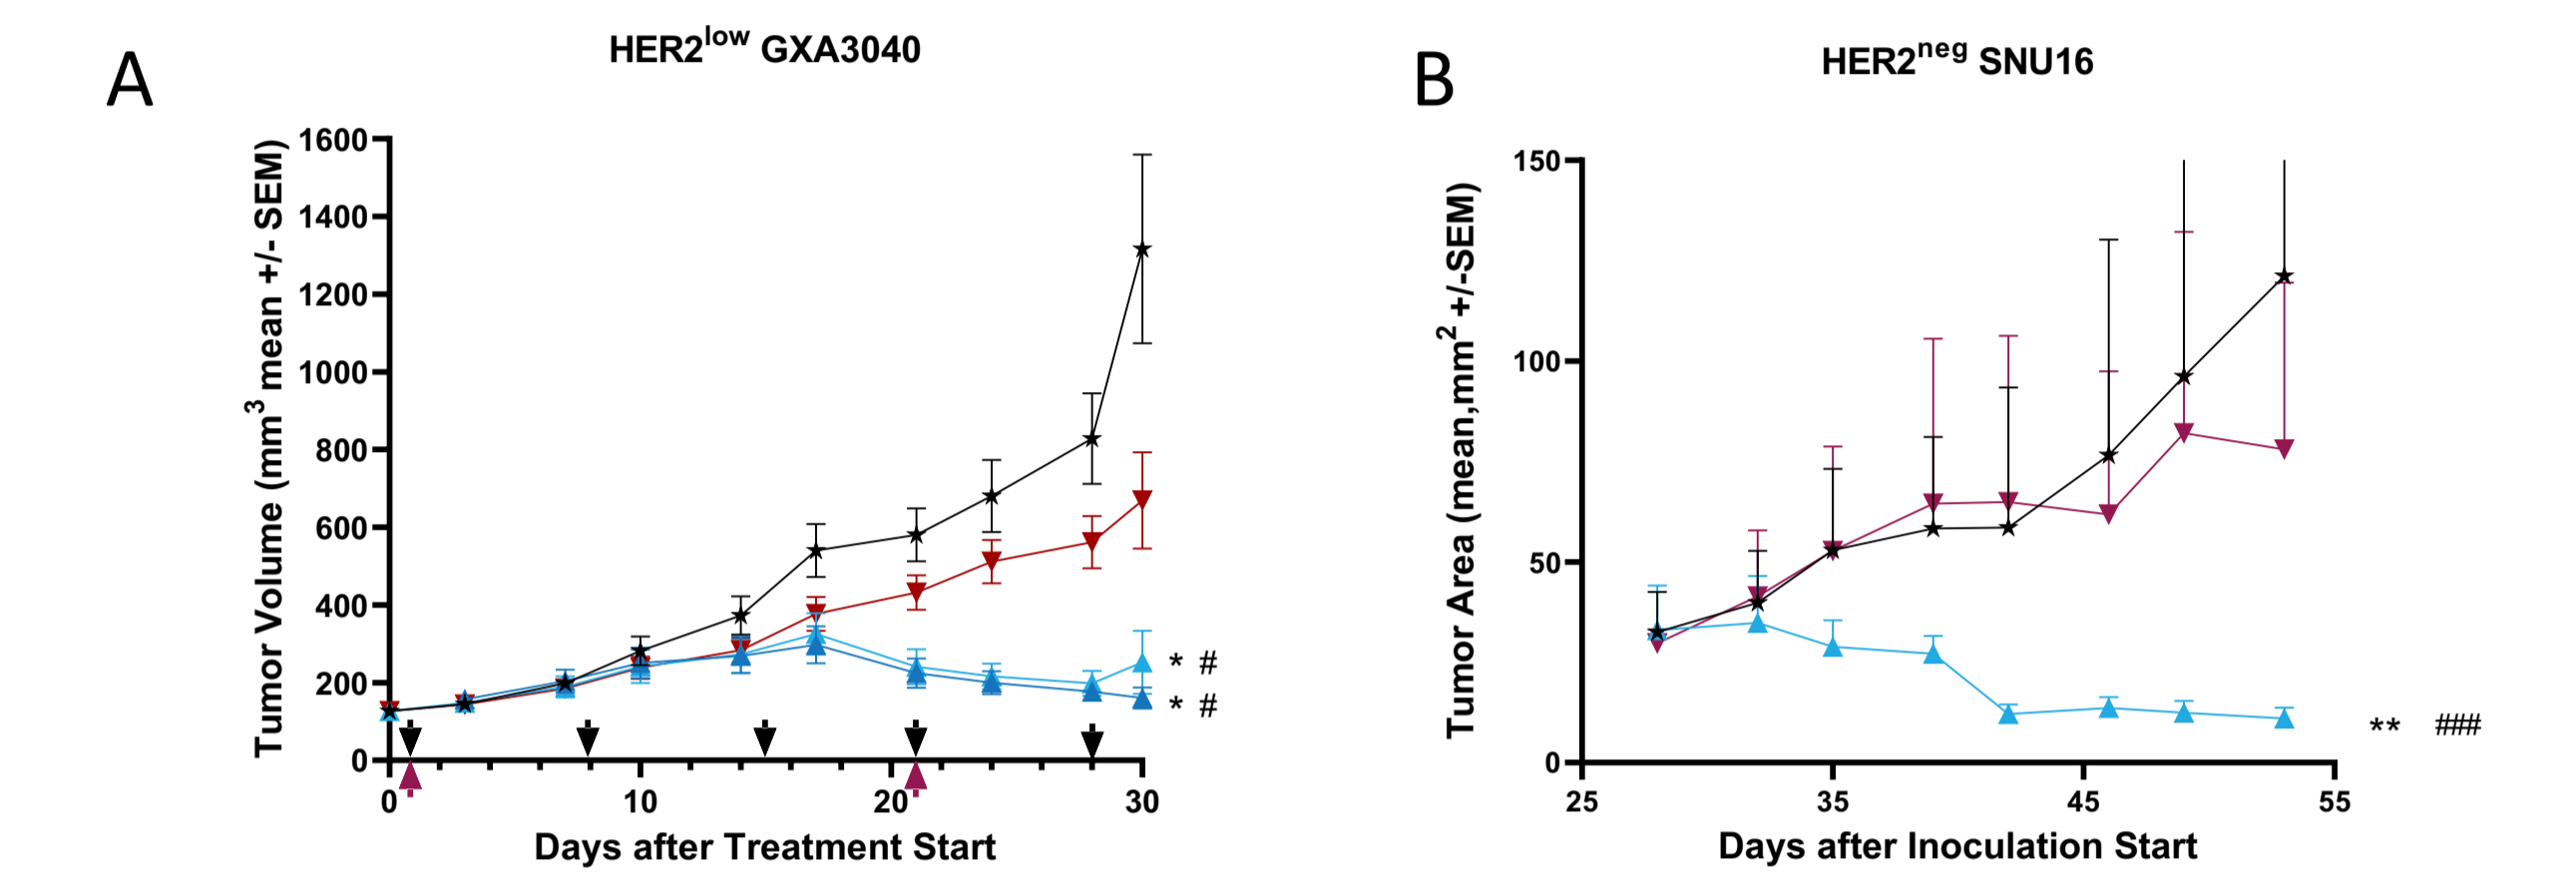 A
HER2low GXA3040
Tumor Volume (mm3 mean +/- SEM)
1600
1400
1200
1000
800
600
400
200
0
0 10 20 30
Days after Treatment Start
* #
* #
B
HER2neg SNU16
Tumor Area (mean,mm2 +/-SEM)
150
100
50
0
25 35 45 55
Days after Inoculation Start
** ###